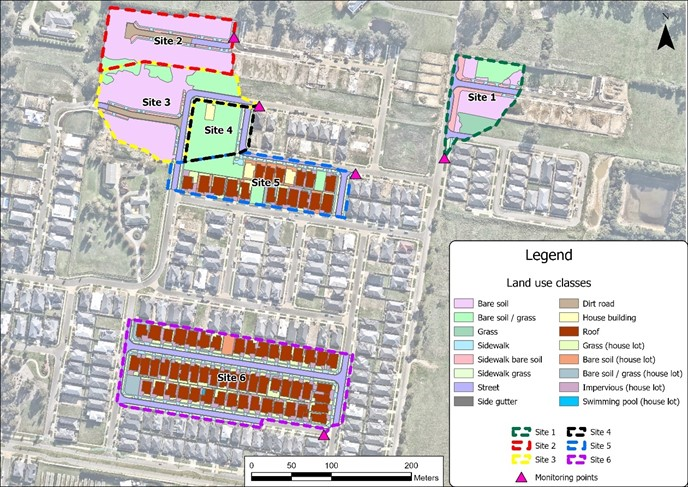 Site 2
Site 3
Site 1
Site 4
Site 5
Site 6
Legend
Land use classes
Bare soil
Bare soil / grass
Grass
Sidewalk
Sidewalk bare soil
Sidewalk grass
Street
Side gutter
Dirt road
House building
Roof
Grass (house lot)
Bare soil (house lot)
Bare soil / grass (house lot)
Impervious (house lot)
Swimming pool (house lot)
Site 1
Site 2
Site 3
Site 4
Site 5
Site 6
Monitoring points
0 50 100 200
Meters
N